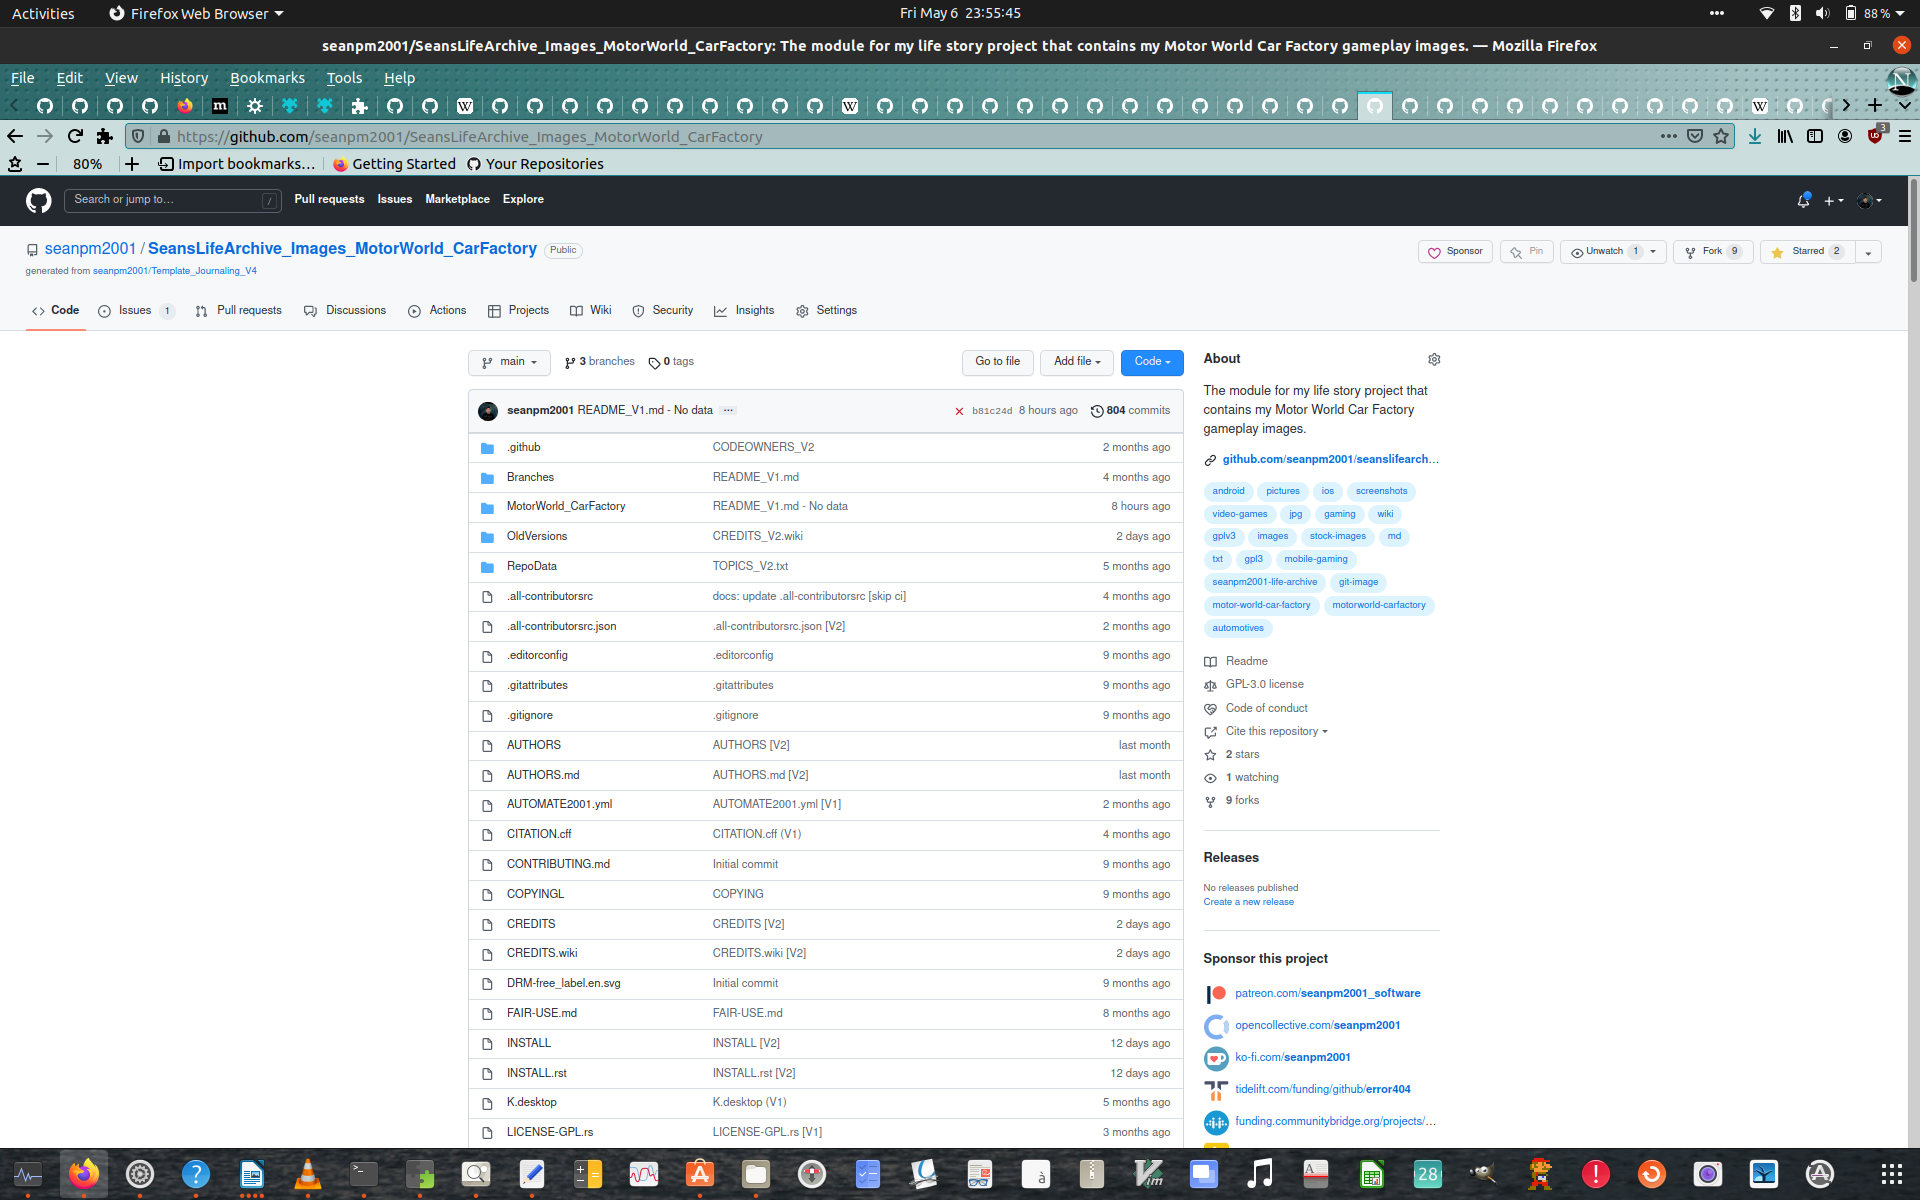 Activities Firefox Web Browser Fri May 6 23:55:45 88 %
seanpm2001/SeansLifeArchive_Images_MotorWorld_CarFactory: The module for my life story project that contains my Motor World Car Factory gameplay images. — Mozilla Firefox
File Edit View History Bookmarks Tools Help
https://github.com/seanpm2001/SeansLifeArchive_Images_MotorWorld_CarFactory 3
80% Import bookmarks... Getting Started Your Repositories
Search or jump to... / Pull requests Issues Marketplace Explore
seanpm2001 / SeansLifeArchive_Images_MotorWorld_CarFactory Public Sponsor Pin Unwatch 1 Fork 9 Starred 2
generated from seanpm2001/Template_Journaling_V4
Code Issues 1 Pull requests Discussions Actions Projects Wiki Security Insights Settings
main 3 branches 0 tags Go to file Add file Code
seanpm2001 README_V1.md - No data ... b81c24d 8 hours ago 804 commits
.github CODEOWNERS_V2 2 months ago
Branches README_V1.md 4 months ago
MotorWorld_CarFactory README_V1.md - No data 8 hours ago
OldVersions CREDITS_V2.wiki 2 days ago
RepoData TOPICS_V2.txt 5 months ago
.all-contributorsrc docs: update .all-contributorsrc [skip ci] 4 months ago
.all-contributorsrc.json .all-contributorsrc.json [V2] 2 months ago
.editorconfig .editorconfig 9 months ago
.gitattributes .gitattributes 9 months ago
.gitignore .gitignore 9 months ago
AUTHORS AUTHORS [V2] last month
AUTHORS.md AUTHORS.md [V2] last month
AUTOMATE2001.yml AUTOMATE2001.yml [V1] 2 months ago
CITATION.cff CITATION.cff (V1) 4 months ago
CONTRIBUTING.md Initial commit 9 months ago
COPYINGL COPYING 9 months ago
CREDITS CREDITS [V2] 2 days ago
CREDITS.wiki CREDITS.wiki [V2] 2 days ago
DRM-free_label.en.svg Initial commit 9 months ago
FAIR-USE.md FAIR-USE.md 8 months ago
INSTALL INSTALL [V2] 12 days ago
INSTALL.rst INSTALL.rst [V2] 12 days ago
K.desktop K.desktop (V1) 5 months ago
LICENSE-GPL.rs LICENSE-GPL.rs [V1] 3 months ago
About
The module for my life story project that
contains my Motor World Car Factory
gameplay images.
github.com/seanpm2001/seanslifearch...
android pictures ios screenshots
video-games jpg gaming wiki
gplv3 images stock-images md
txt gpl3 mobile-gaming
seanpm2001-life-archive git-image
motor-world-car-factory motorworld-carfactory
automotives
Readme
GPL-3.0 license
Code of conduct
Cite this repository
2 stars
1 watching
9 forks
Releases
No releases published
Create a new release
Sponsor this project
patreon.com/seanpm2001_software
opencollective.com/seanpm2001
ko-fi.com/seanpm2001
tidelift.com/funding/github/error404
funding.communitybridge.org/projects/...
28